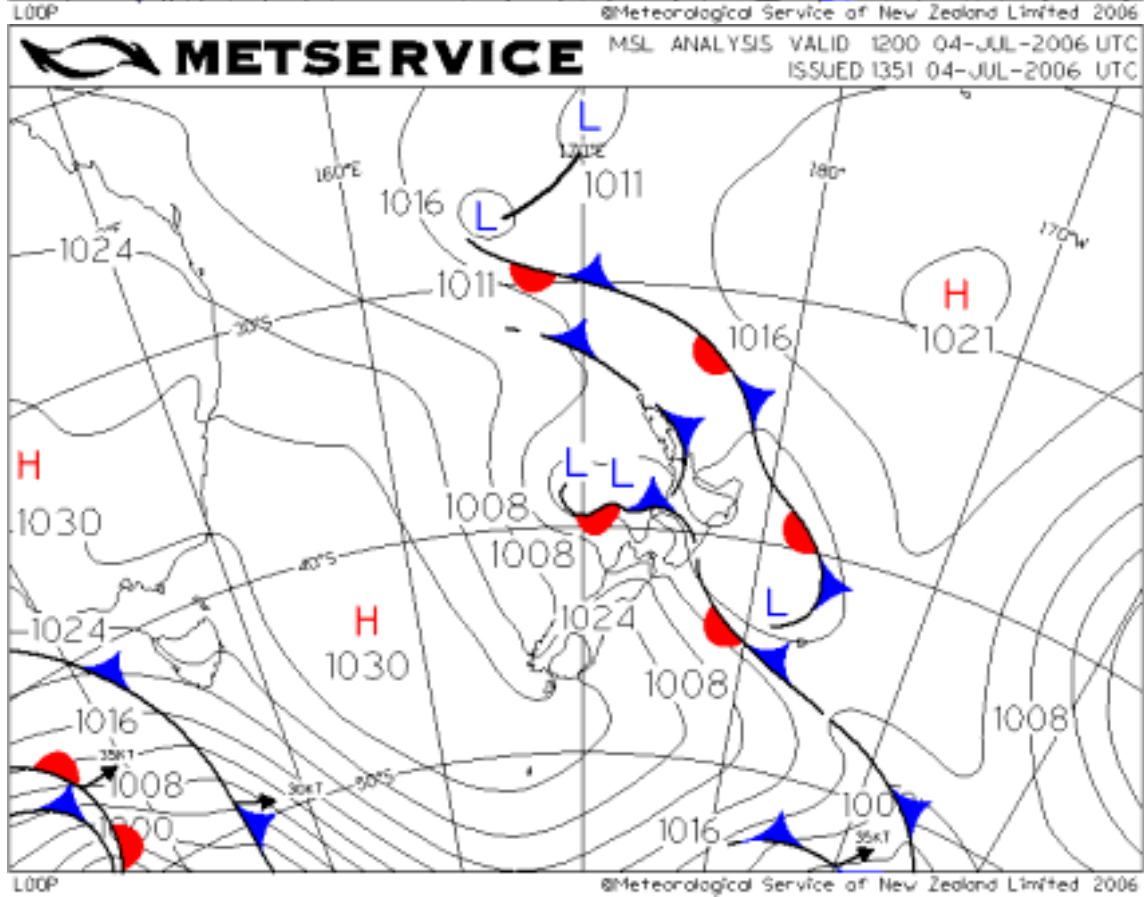 LOOP ©Meteorological Service of New Zealand Limited 2006
METSERVICE
MSL ANALYSIS VALID 1200 04-JUL-2006 UTC
ISSUED 1351 04-JUL-2006 UTC
L
160°E
180°
1011
1016
L
170°W
1024
1011
H
30°S
1016
1021
H
L
L
1008
1030
1008
40°S
L
1024
H
1024
1030
1008
1016
1008
35KT
1008
50°S
30KT
1000
1016
35KT
LOOP ©Meteorological Service of New Zealand Limited 2006